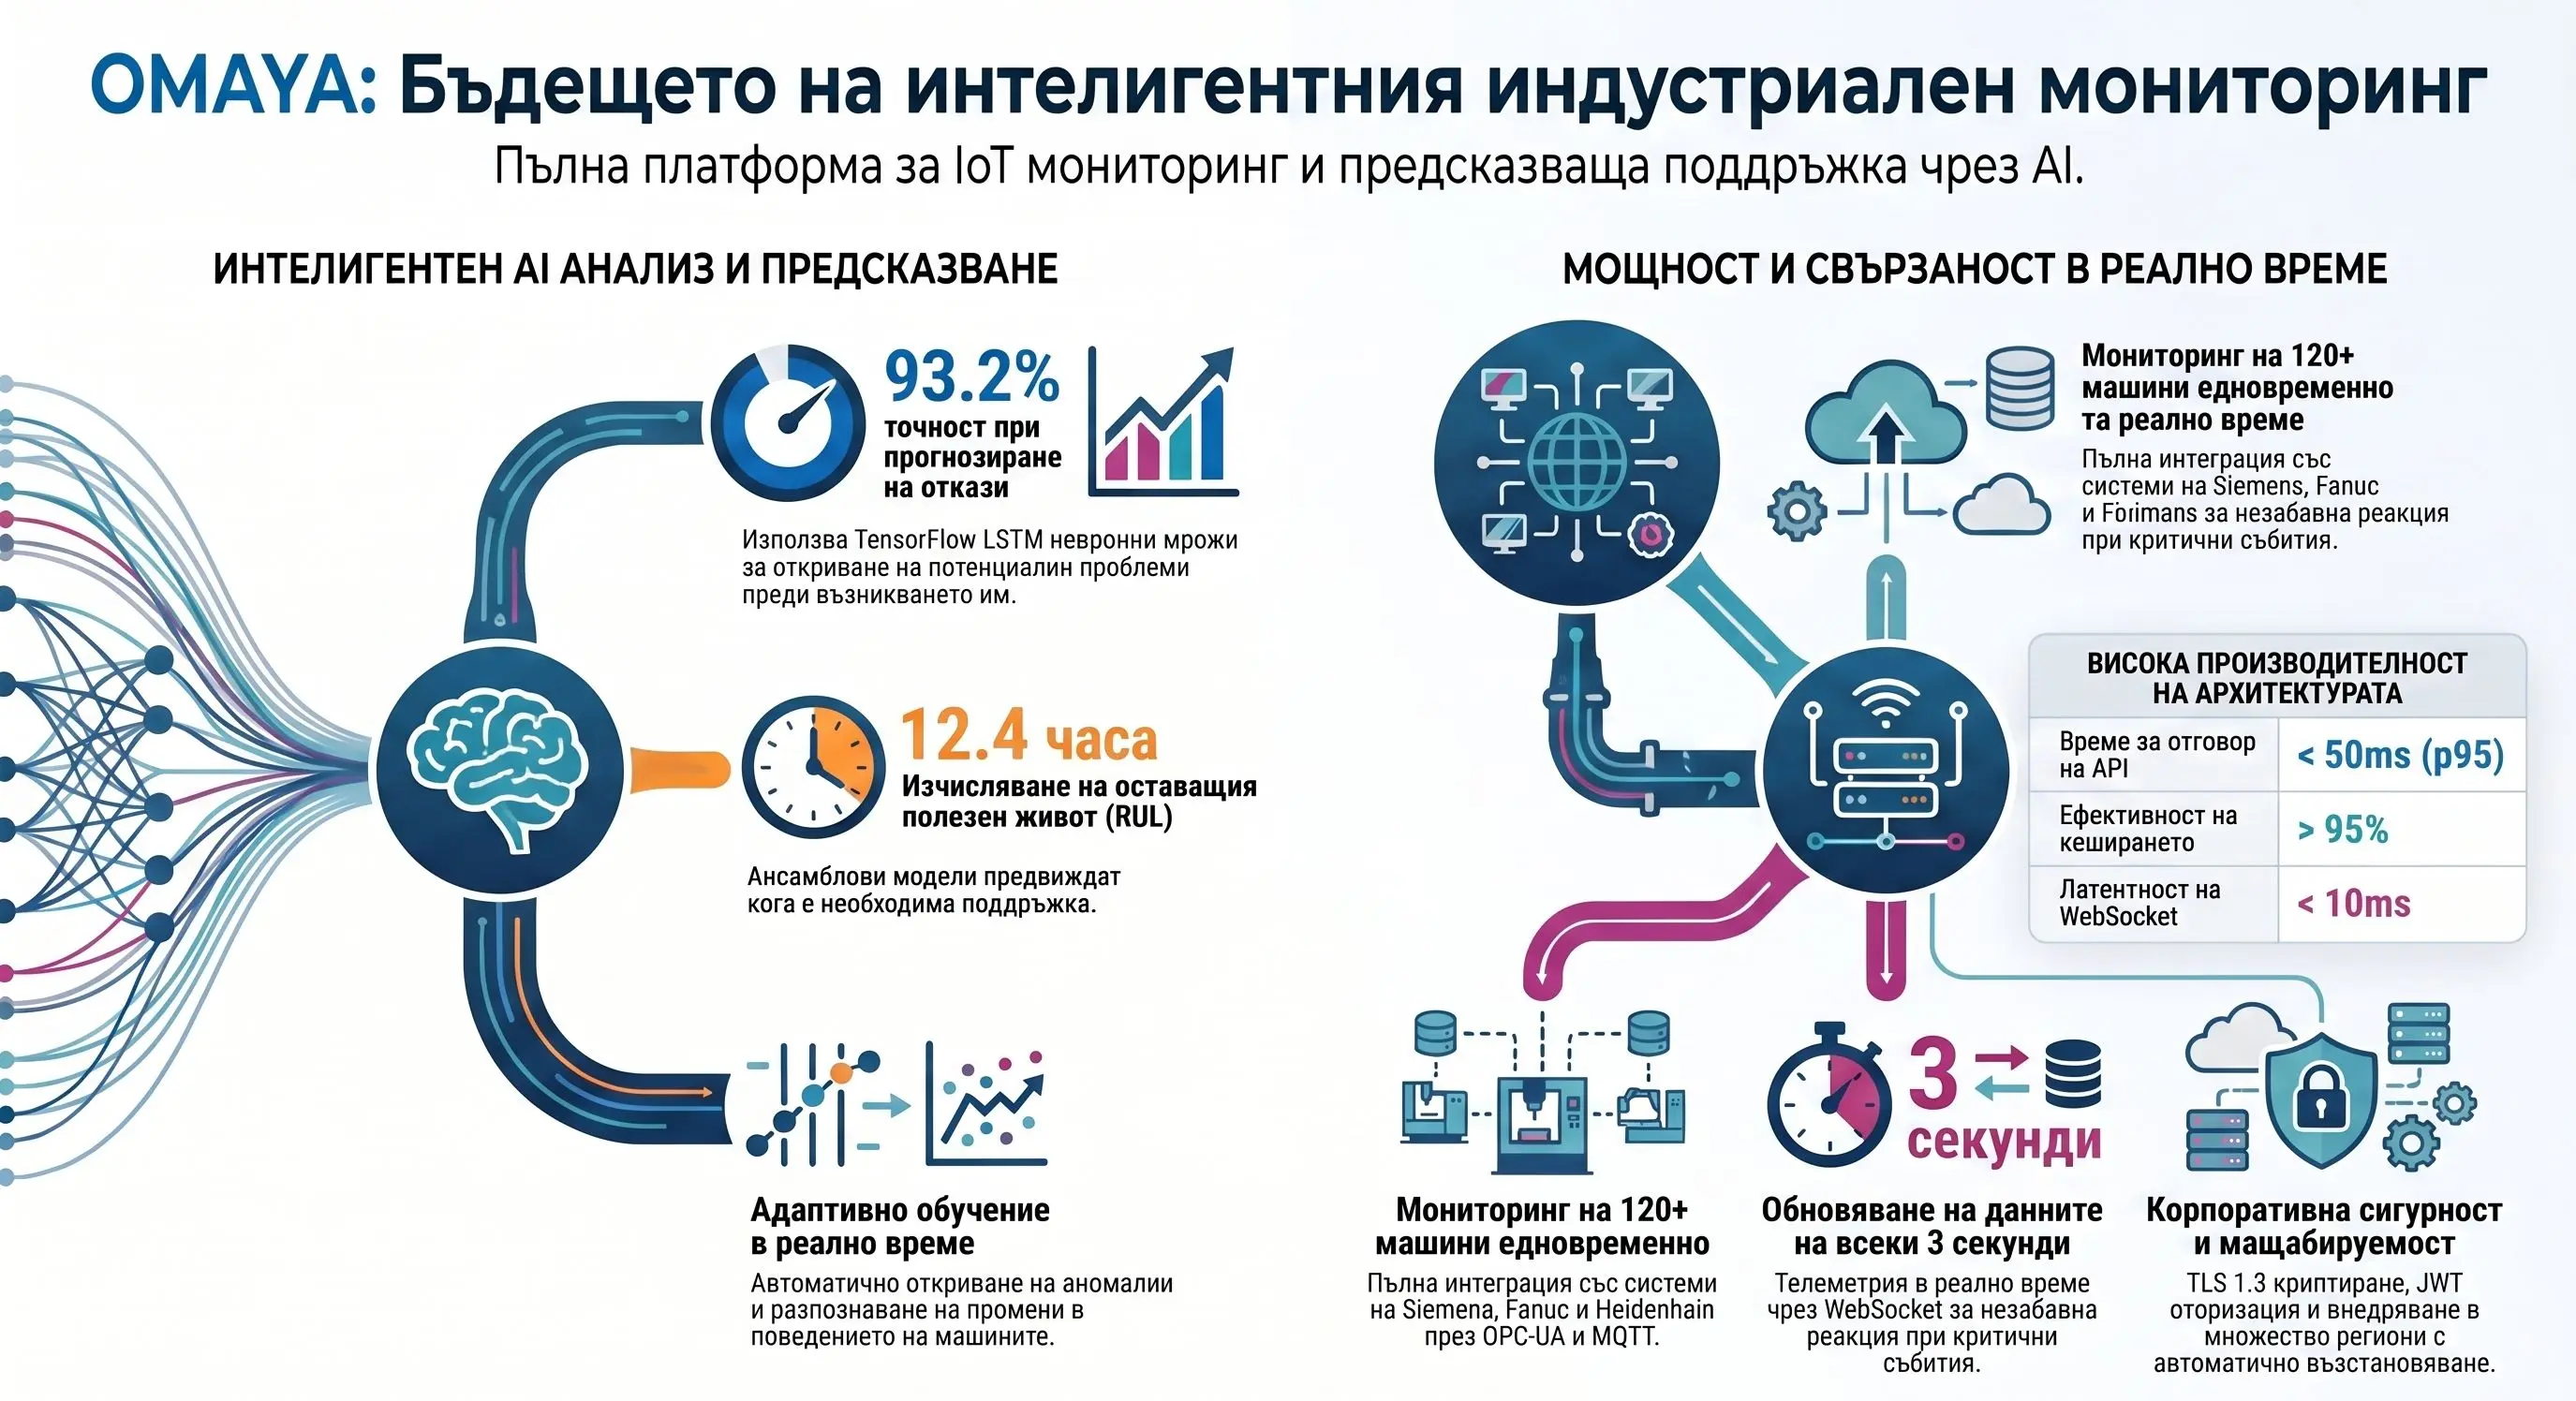 OMAYA: Бъдещето на интелигентния индустриален мониторинг
Пълна платформа за IoT мониторинг и предсказваща поддръжка чрез AI.
ИНТЕЛИГЕНТЕН AI АНАЛИЗ И ПРЕДСКАЗВАНЕ
93.2%
точност при
прогнозиране
на откази
Използва TensorFlow LSTM невронни мрожи
за откриване на потенциалин проблеми
преди възникването им.
12.4 часа
Изчисляване на оставащия
полезен живот (RUL)
Ансамблови модели предвиждат
кога е необходима поддръжка.
Адаптивно обучение
в реално време
Автоматично откриване на аномалии
и разпознаване на промени в
поведението на машините.
МОЩНОСТ И СВЪРЗАНОСТ В РЕАЛНО ВРЕМЕ
Мониторинг на 120+
машини едновременно
та реално време
Пълна интеграция със
системи на Siemens, Fanuc
и Förimans за незабавна реакция
при критични събития.
ВИСОКА ПРОИЗВОДИТЕЛНОСТ
НА АРХИТЕКТУРАТА
Време за отговор
на API
< 50ms (p95)
Ефективност на
кеширането
> 95%
Латентност на
WebSocket
< 10ms
Мониторинг на 120+
машини едновременно
Пълна интеграция със системи
на Siemena, Fanuc и Heidenhain
през OPC-UA и MQTT.
3
секунди
Обновяване на данните
на всеки 3 секунди
Телеметрия в реално време
чрез WebSocket за незабавна
реакция при критични
събития.
Корпоративна сигурност
и мащабируемост
TLS 1.3 криптиране, JWT
оторизация и внедряване в
множество региони с
автоматично възстановяване.